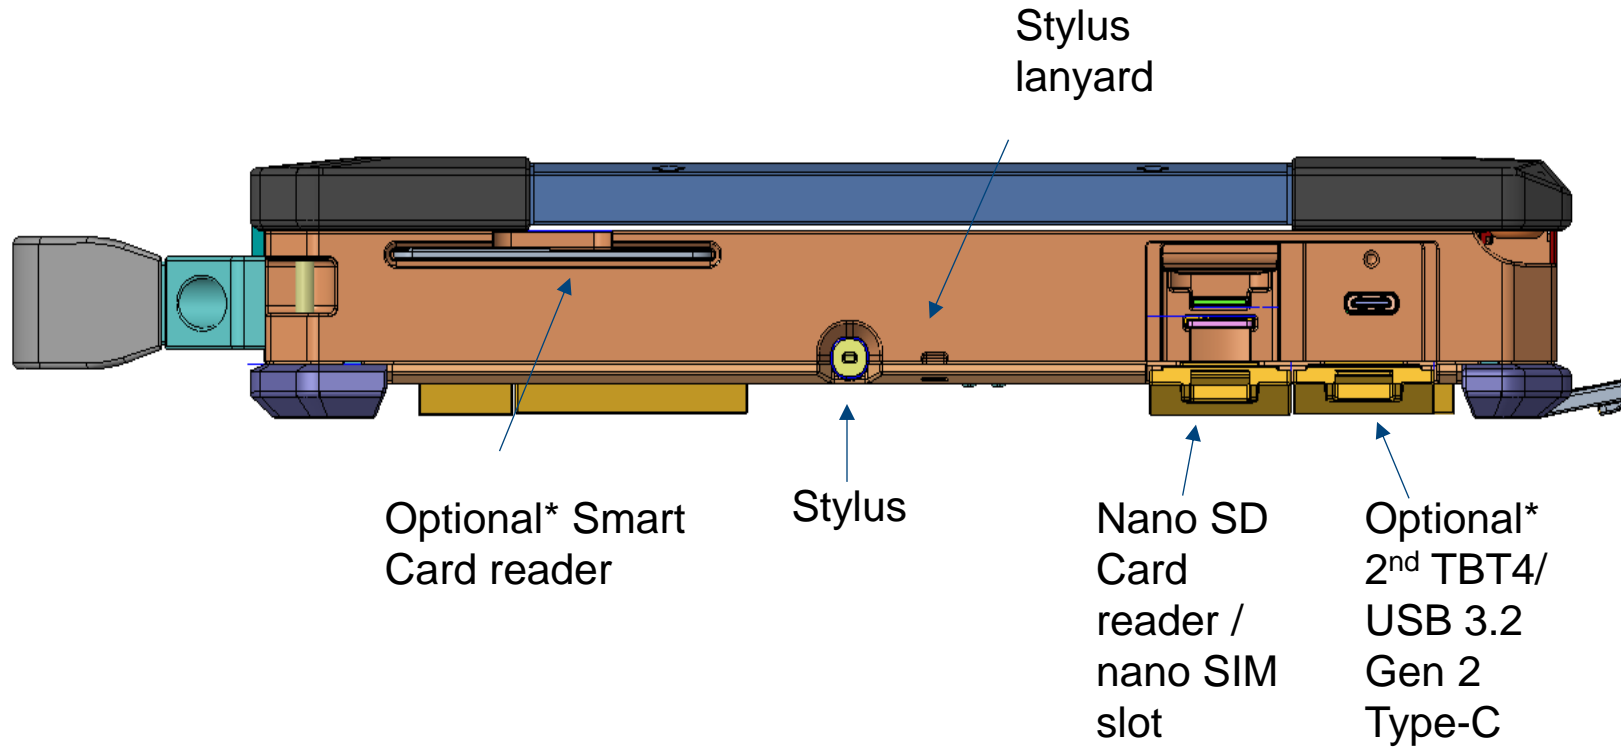 Stylus
lanyard
Optional* Smart
Card reader
Stylus
Nano SD
Card
reader /
nano SIM
slot
Optional*
2nd TBT4/
USB 3.2
Gen 2
Type-C